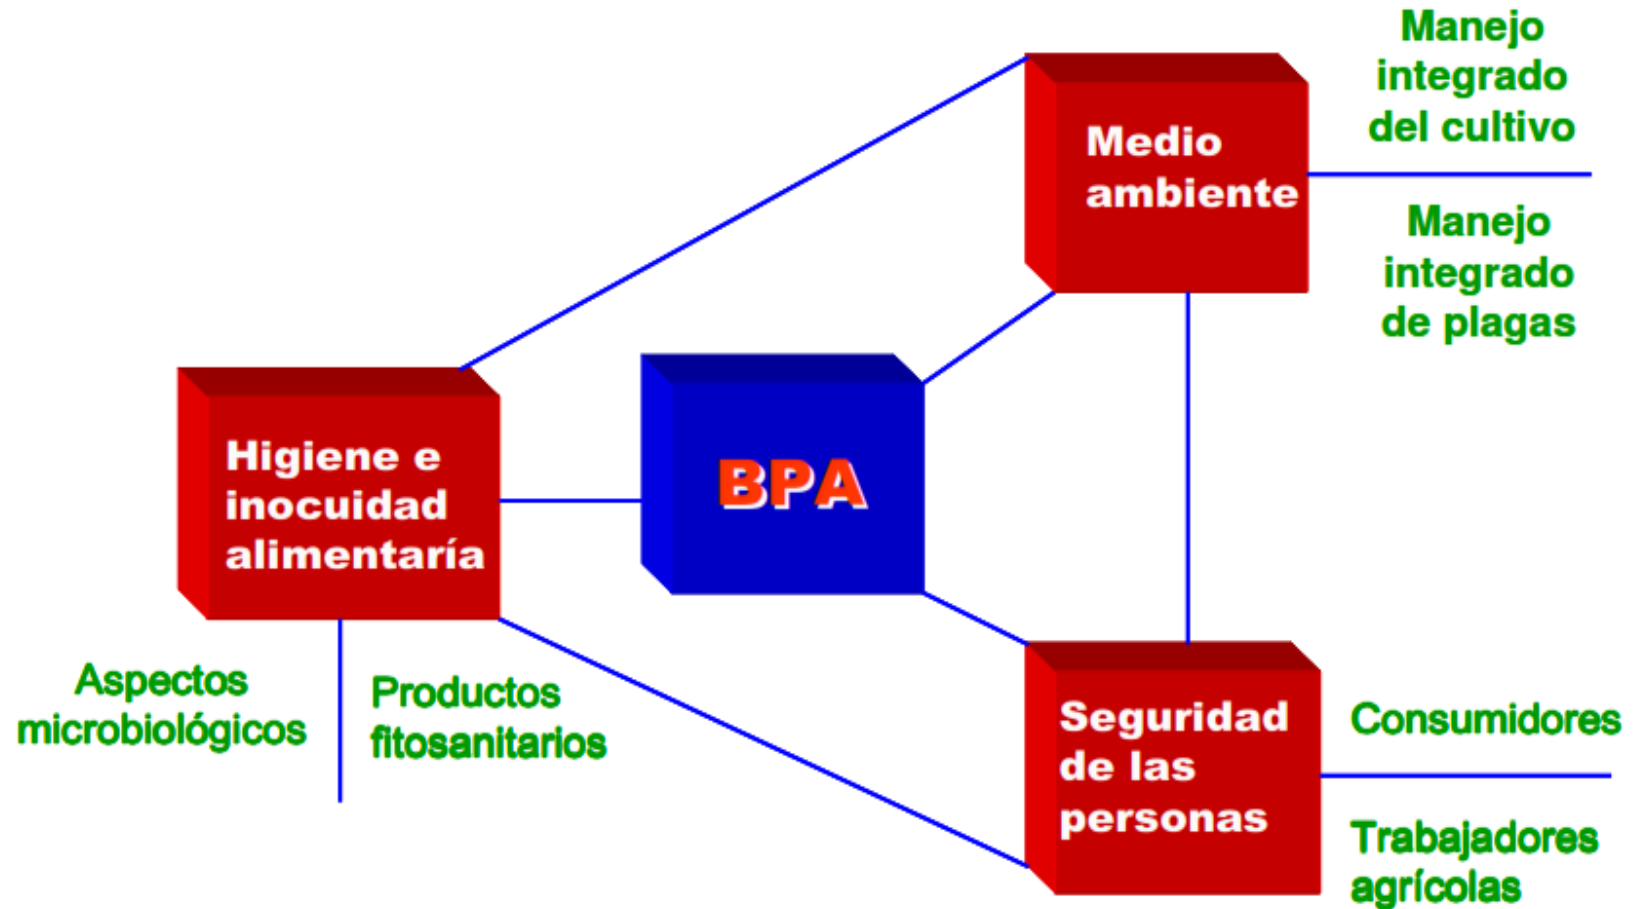 Manejo
integrado
del cultivo
Medio
ambiente
Manejo
integrado
de plagas
Higiene e
inocuidad
alimentaría
BPA
Aspectos
microbiológicos
Productos
fitosanitarios
Seguridad
de las
personas
Consumidores
Trabajadores
agrícolas